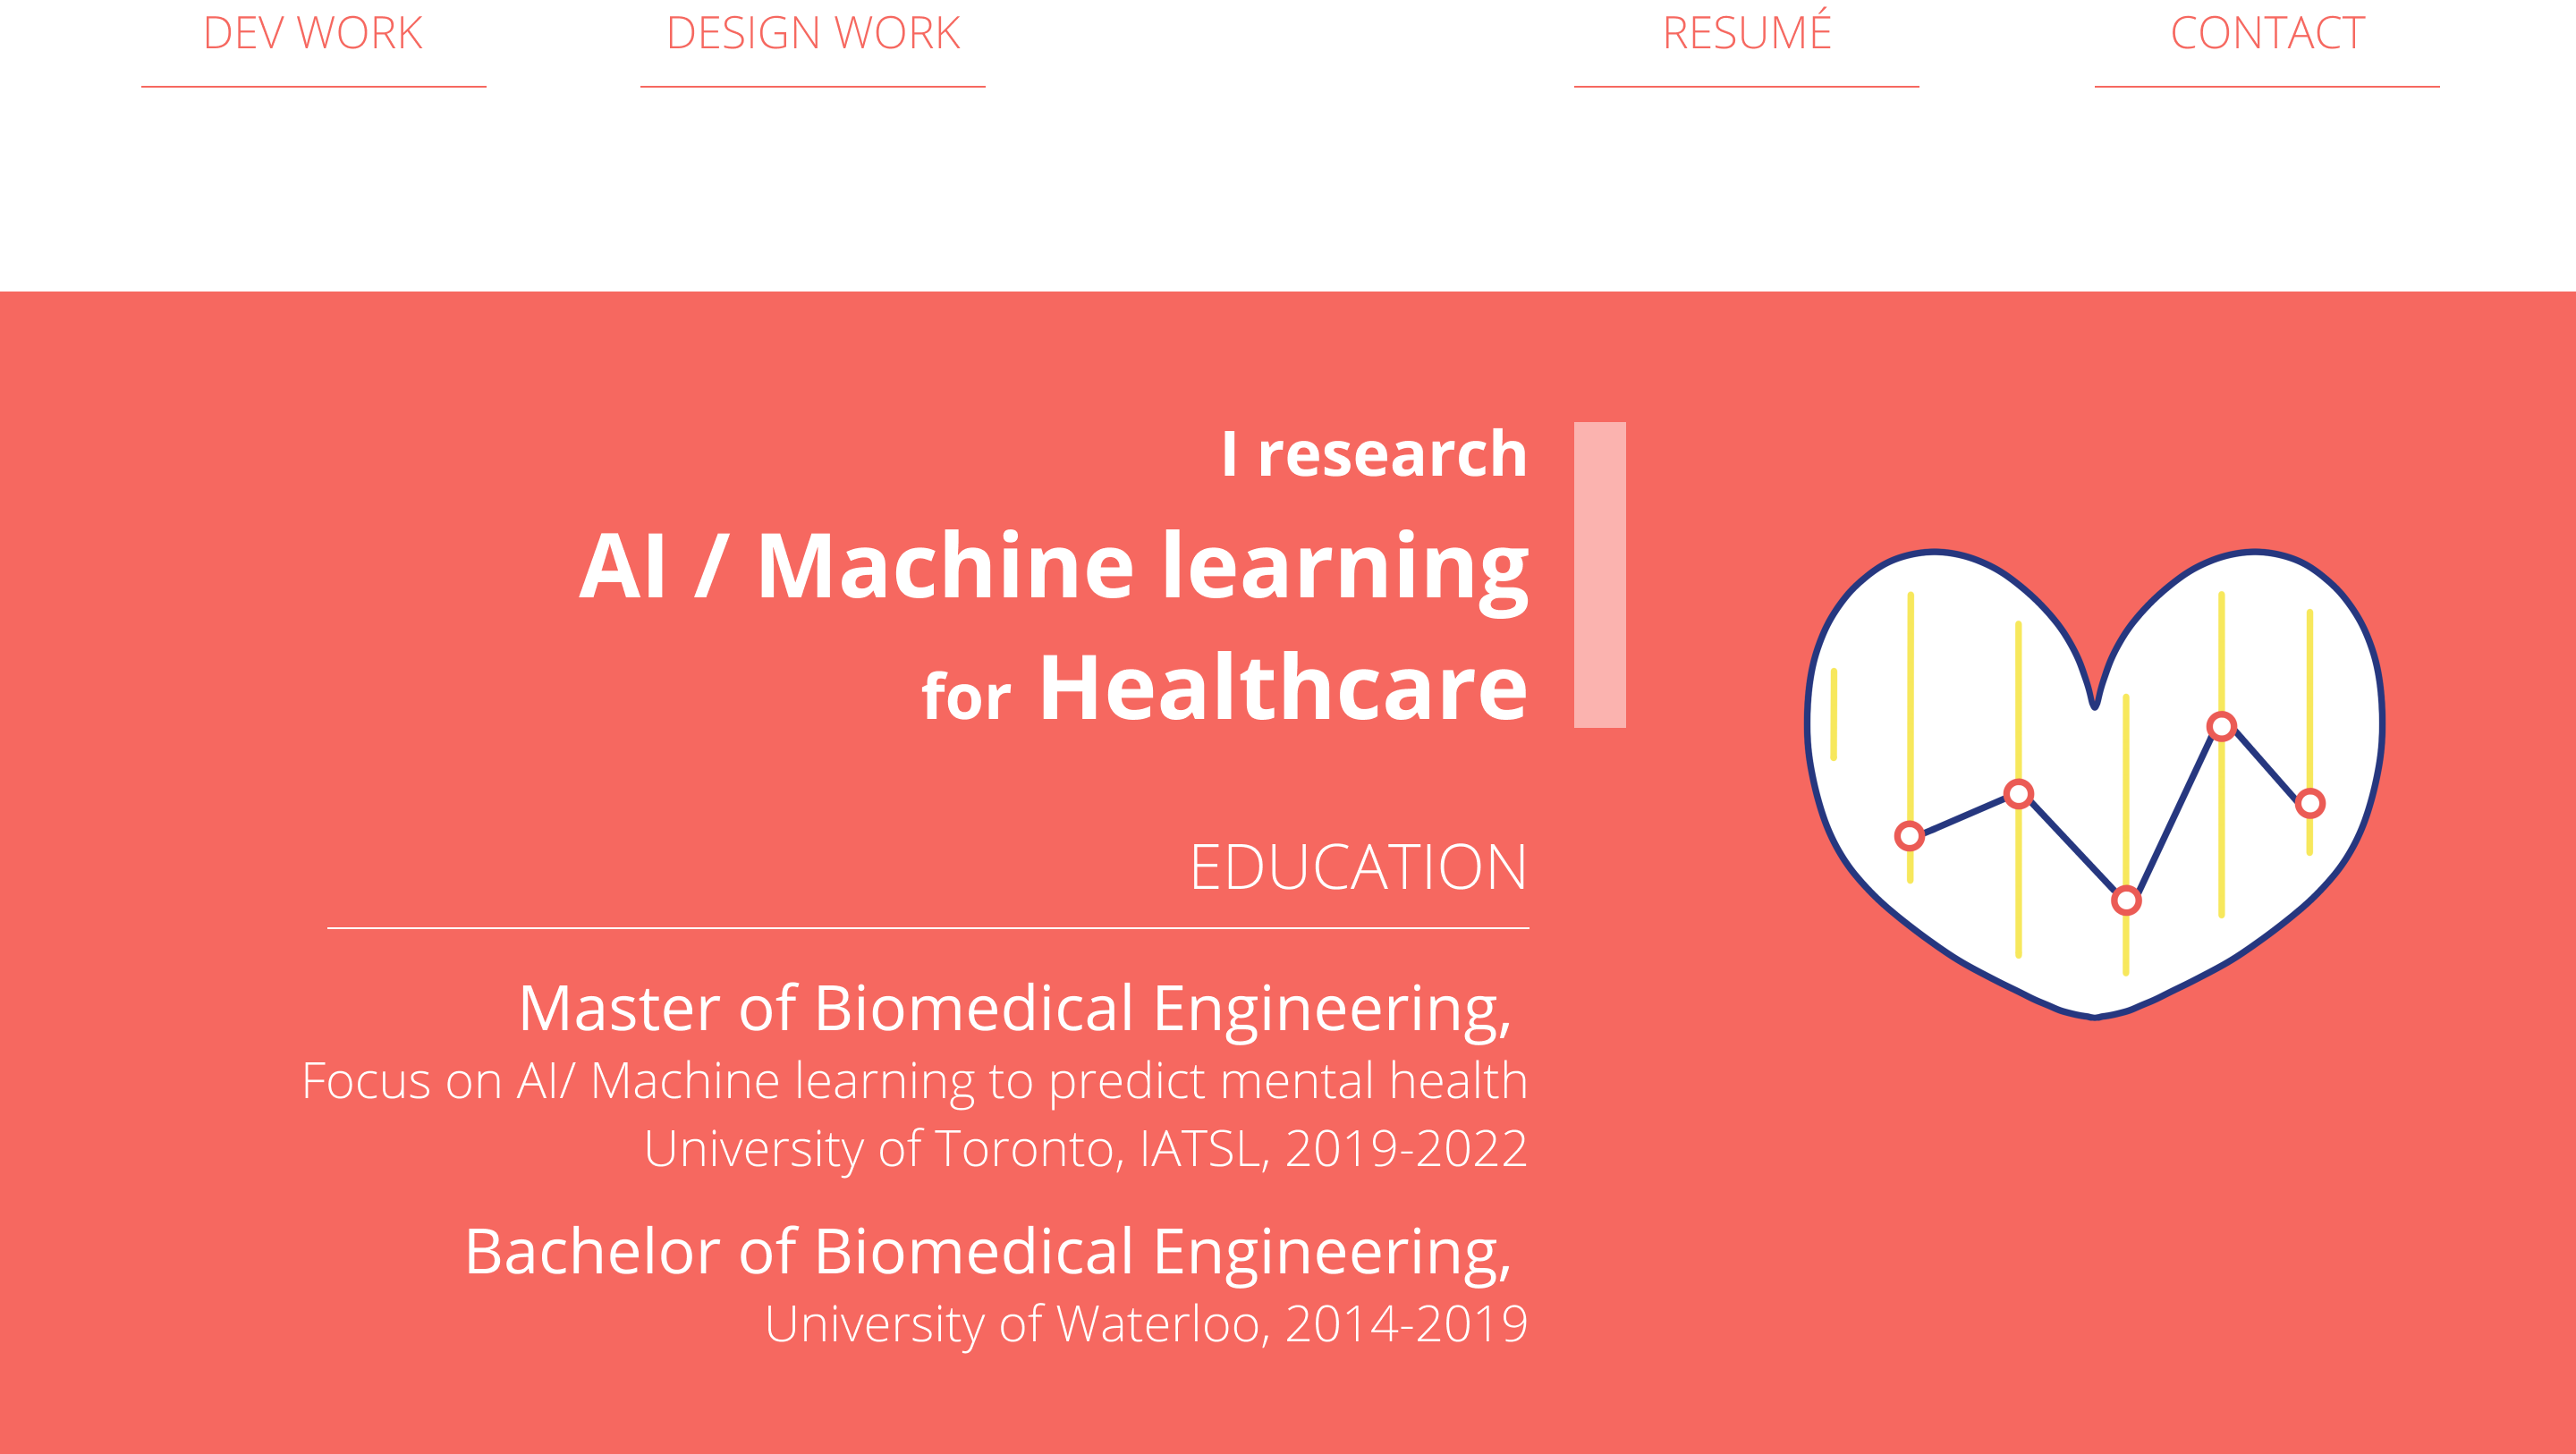 DEV WORK
DESIGN WORK
RESUMÉ
CONTACT
I research
AI / Machine learning
for Healthcare
EDUCATION
Master of Biomedical Engineering,
Focus on AI/ Machine learning to predict mental health
University of Toronto, IATSL, 2019-2022
Bachelor of Biomedical Engineering,
University of Waterloo, 2014-2019